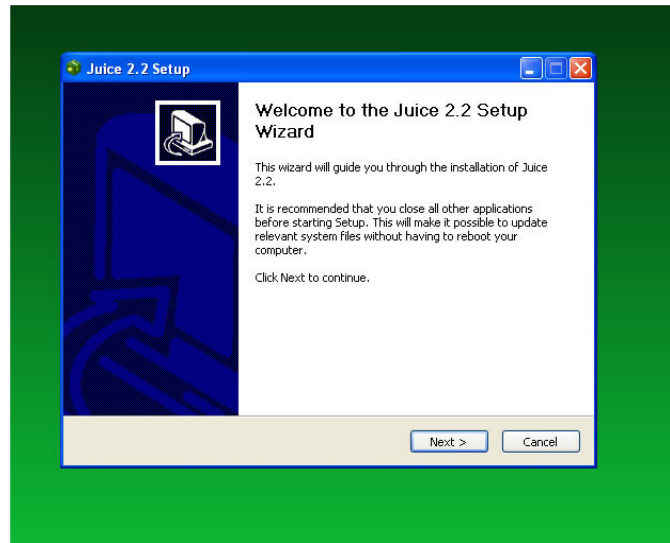 Juice 2.2 Setup
Welcome to the Juice 2.2 Setup
Wizard
This wizard will guide you through the installation of Juice
2.2.
It is recommended that you close all other applications
before starting Setup. This will make it possible to update
relevant system files without having to reboot your
computer.
Click Next to continue.
Next >
Cancel